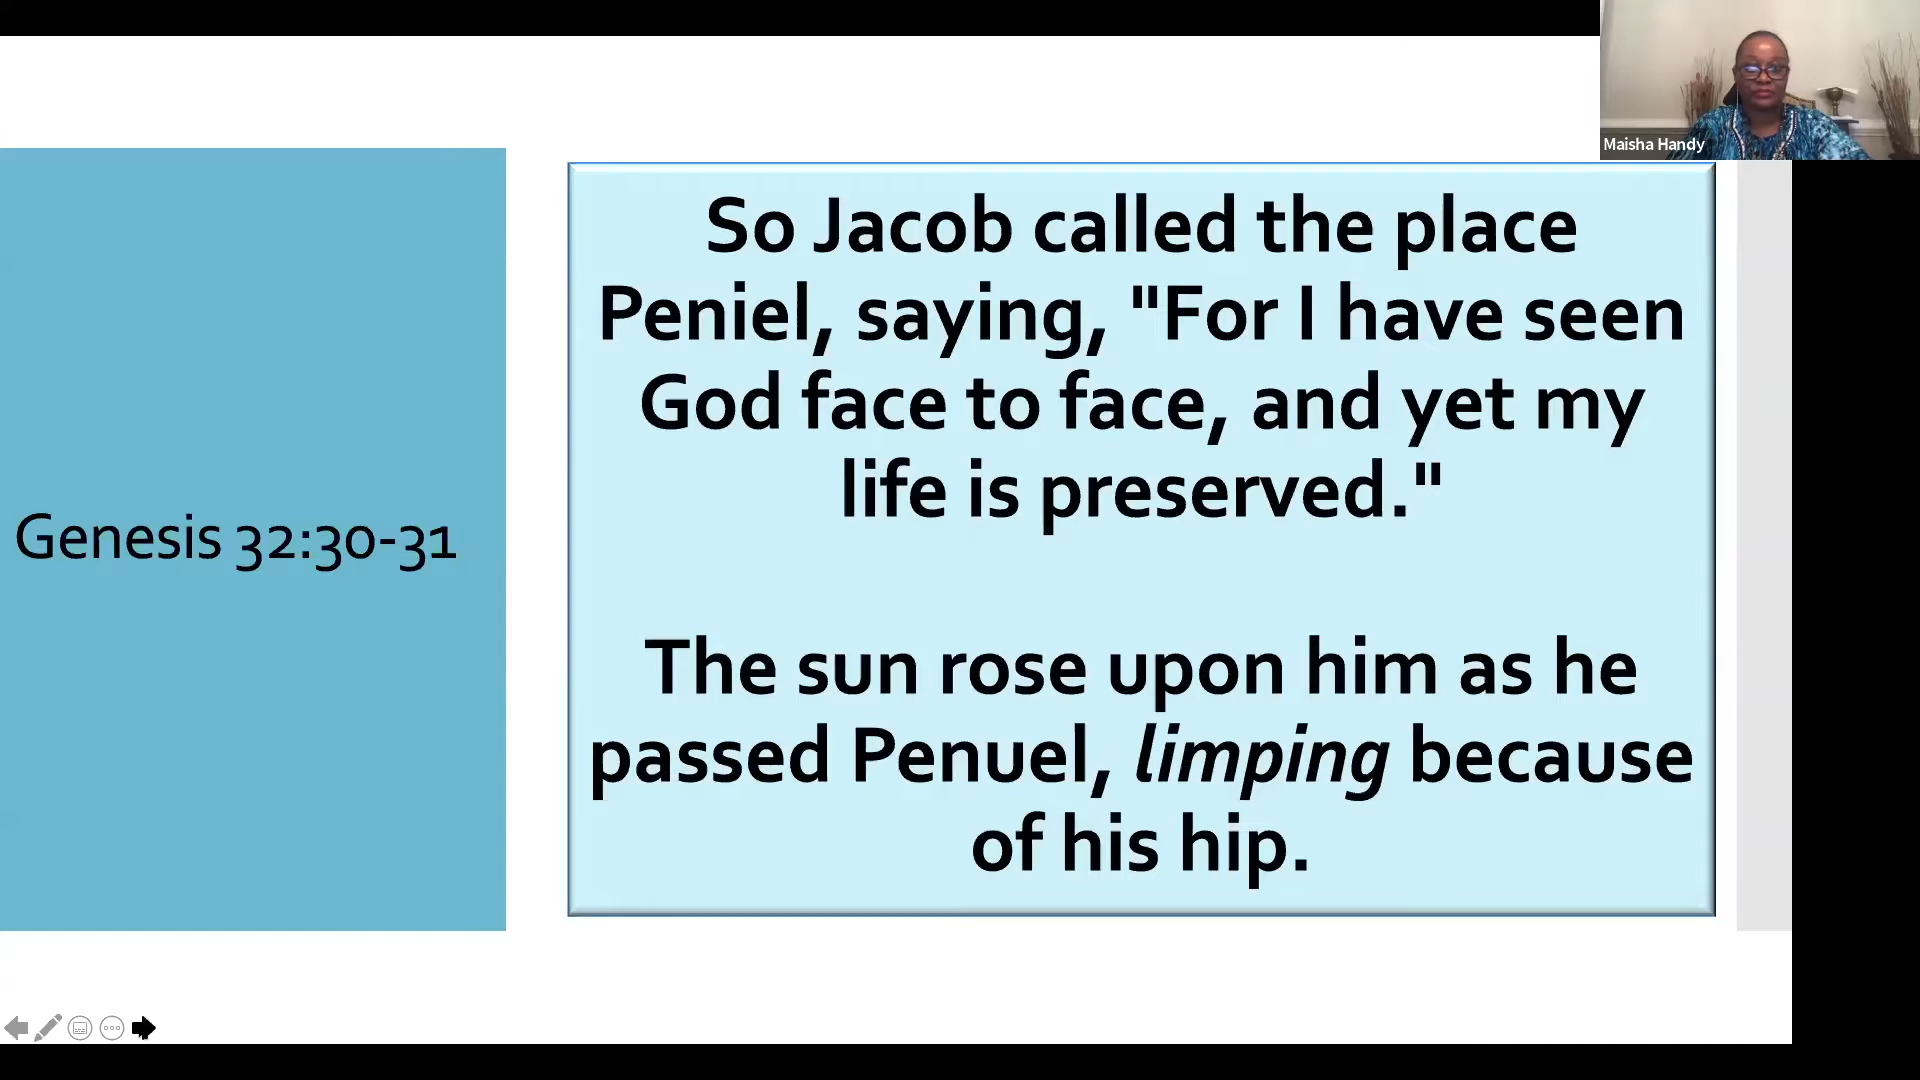 Maisha Handy
Genesis 32:30-31
So Jacob called the place
Peniel, saying, "For I have seen
God face to face, and yet my
life is preserved."
The sun rose upon him as he
passed Penuel, limping because
of his hip.